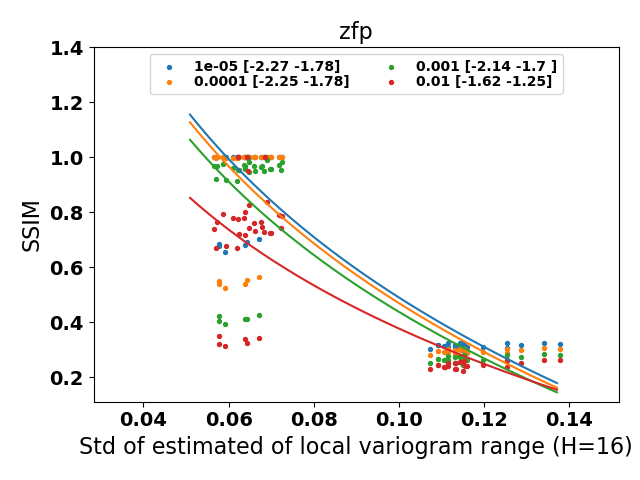 zfp
1e-05 [-2.27 -1.78]
0.0001 [-2.25 -1.78]
0.001 [-2.14 -1.7 ]
0.01 [-1.62 -1.25]
SSIM
1.4
1.2
1.0
0.8
0.6
0.4
0.2
0.04 0.06 0.08 0.10 0.12 0.14
Std of estimated of local variogram range (H=16)